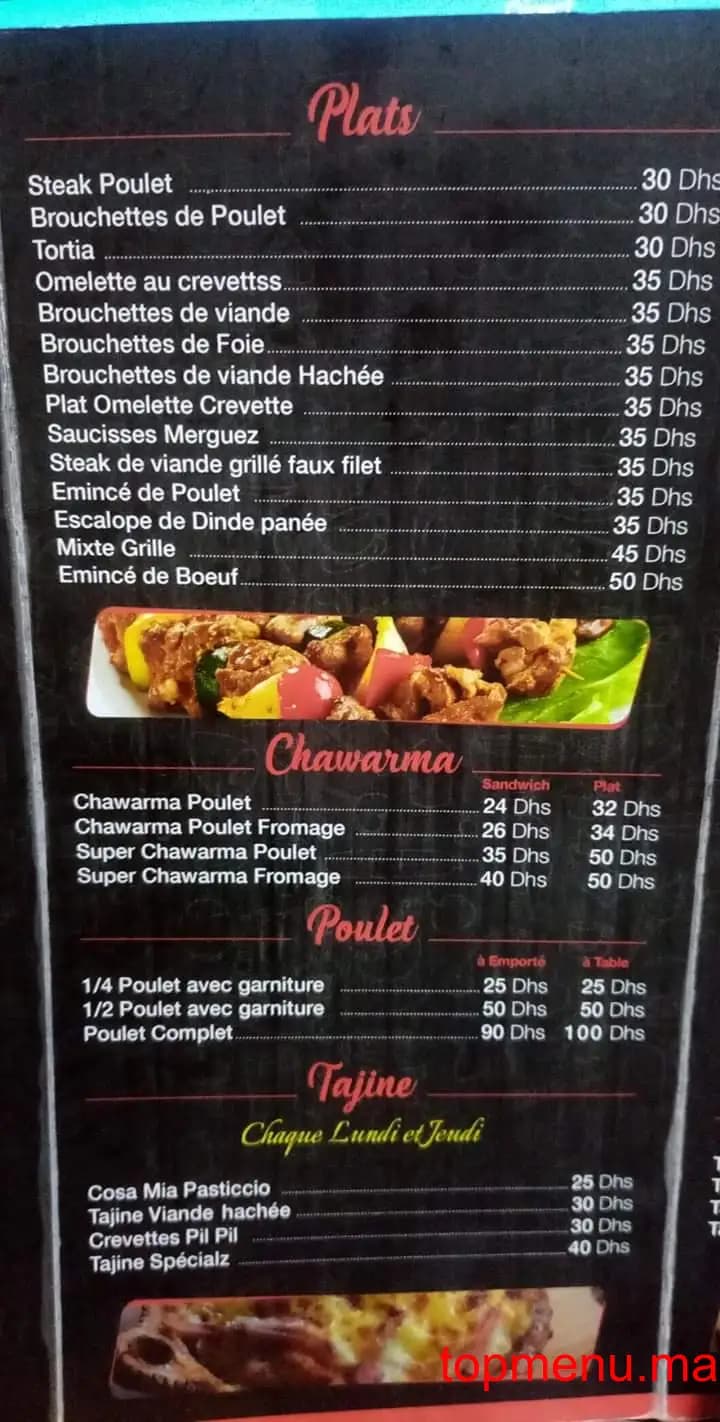 Plats
Steak Poulet 30 Dhs
Brouchettes de Poulet 30 Dhs
Tortia 30 Dhs
Omelette au crevettss 35 Dhs
Brouchettes de viande 35 Dhs
Brouchettes de Foie 35 Dhs
Brouchettes de viande Hachée 35 Dhs
Plat Omelette Crevette 35 Dhs
Saucisses Merguez 35 Dhs
Steak de viande grillé faux filet 35 Dhs
Emincé de Poulet 35 Dhs
Escalope de Dinde panée 35 Dhs
Mixte Grille 45 Dhs
Emincé de Boeuf 50 Dhs
Chawarma
Sandwich Plat
Chawarma Poulet 24 Dhs 32 Dhs
Chawarma Poulet Fromage 26 Dhs 34 Dhs
Super Chawarma Poulet 35 Dhs 50 Dhs
Super Chawarma Fromage 40 Dhs 50 Dhs
Poulet
à Emporté à Table
1/4 Poulet avec garniture 25 Dhs 25 Dhs
1/2 Poulet avec garniture 50 Dhs 50 Dhs
Poulet Complet 90 Dhs 100 Dhs
Tajine
Chaque Lundi et Jeudi
Cosa Mia Pasticcio 25 Dhs
Tajine Viande hachée 30 Dhs
Crevettes Pil Pil 30 Dhs
Tajine Spécialz 40 Dhs
topmenu.ma